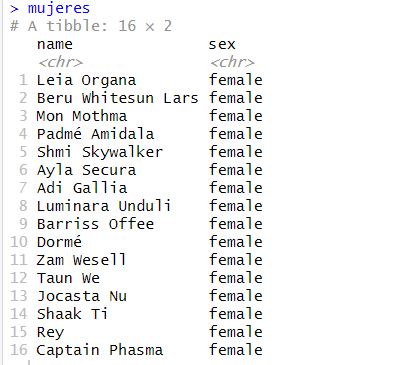 > mujeres
# A tibble: 16 × 2
name sex
<chr> <chr>
1 Leia Organa female
2 Beru Whitesun Lars female
3 Mon Mothma female
4 Padmé Amidala female
5 Shmi Skywalker female
6 Ayla Secura female
7 Adi Gallia female
8 Luminara Unduli female
9 Barriss Offee female
10 Dormé female
11 Zam Wesell female
12 Taun We female
13 Jocasta Nu female
14 Shaak Ti female
15 Rey female
16 Captain Phasma female